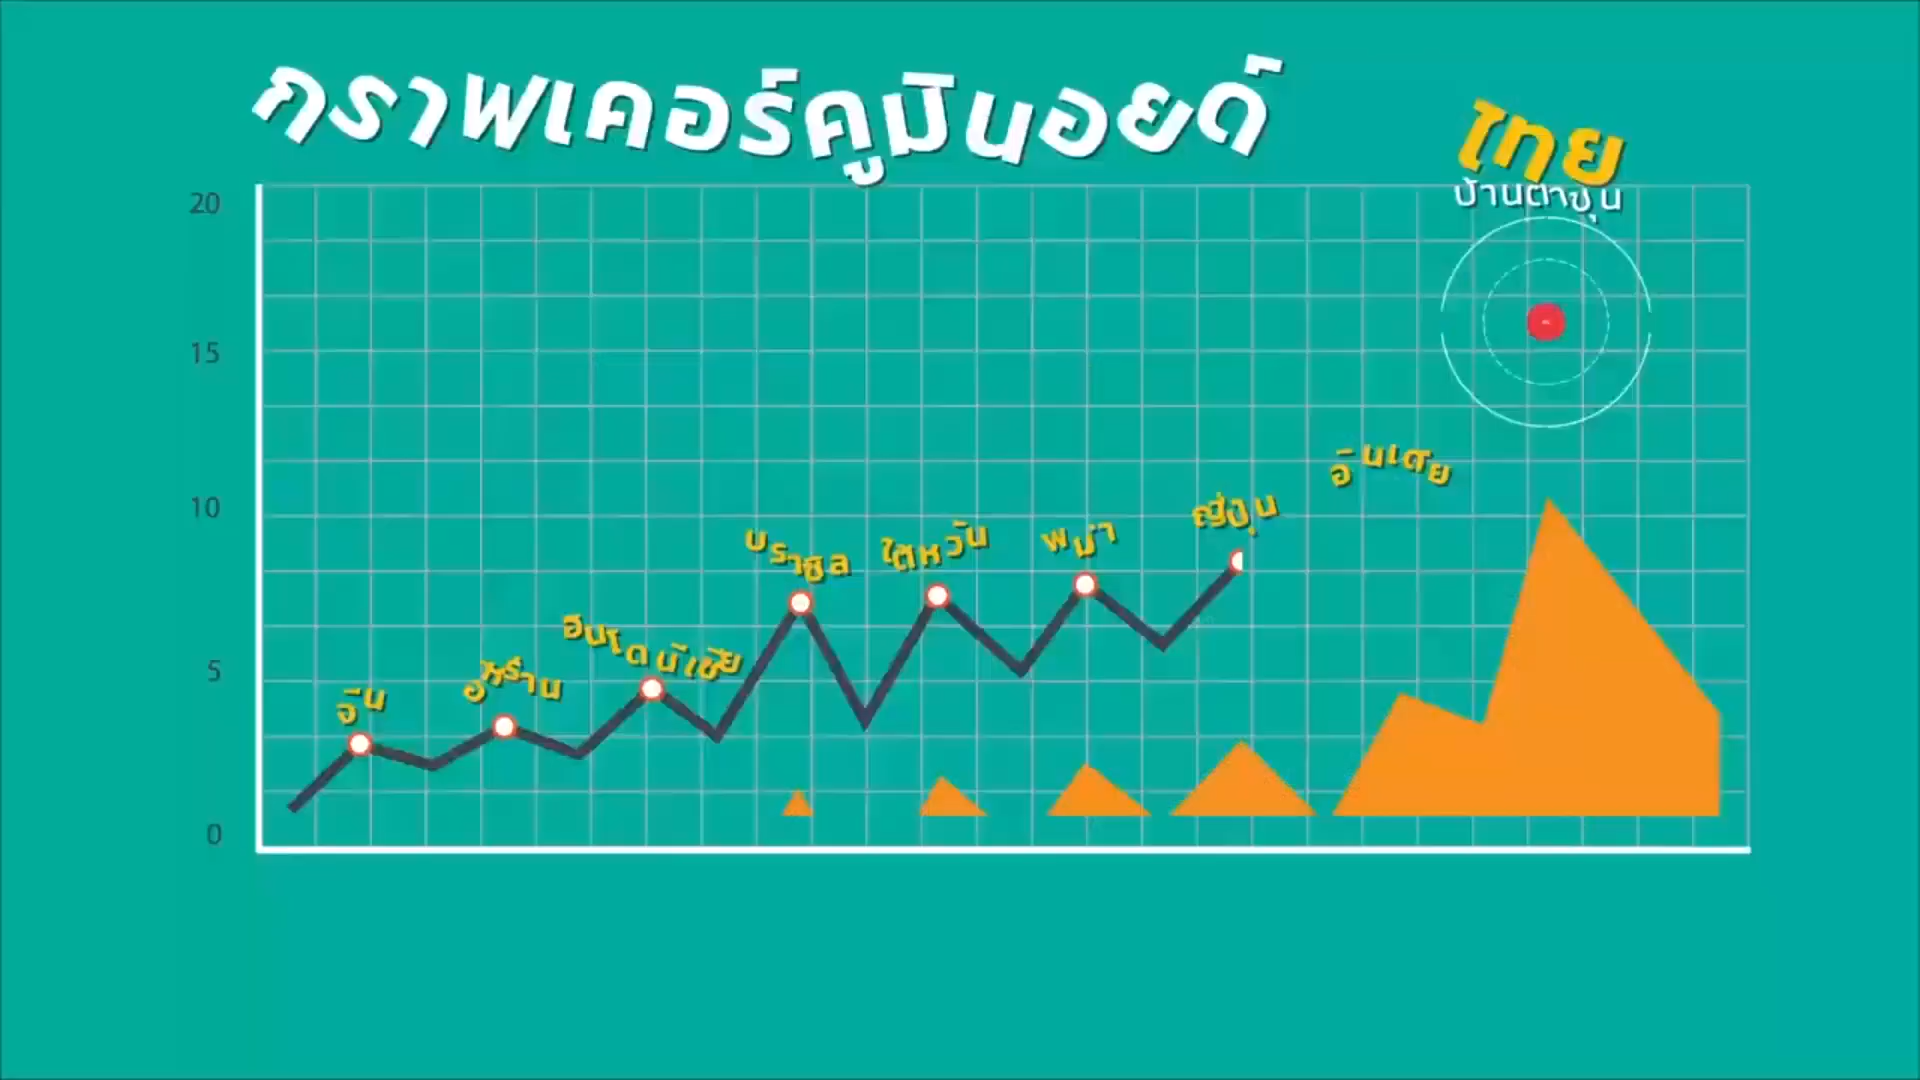 กราฟเคอร์คูมินอยด์
ไทย
บ้านตาขุน
20
15
10
5
0
จีน
อิหร่าน
อินโดนีเซีย
บราซิล
ไต้หวัน
พม่า
ญี่ปุ่น
อินเดีย